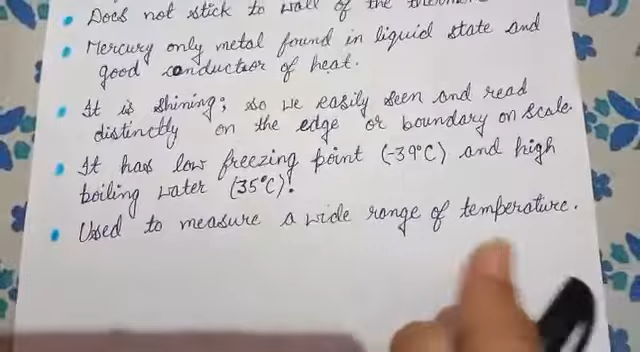 Does not stick to wall of the
Mercury only metal found in liquid state and
good conductor of heat.
It is shining; so we easily seen and read
distinctly on the edge or boundary on scale.
It has low freezing point (-39°C) and high
boiling water (35°C).
Used to measure a wide range of temperature.